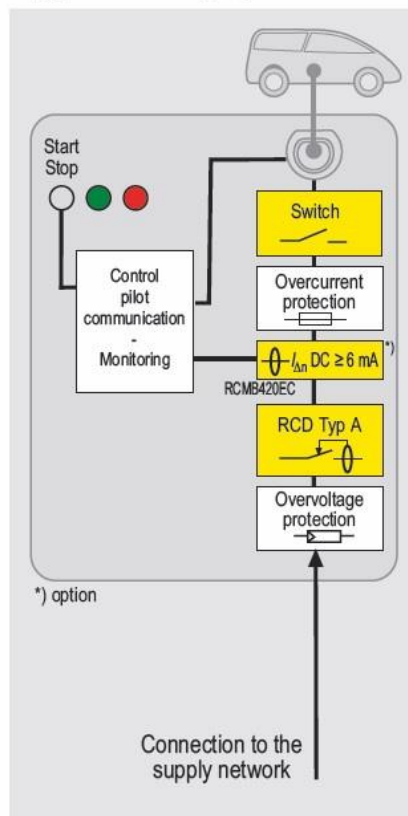 Start
Stop
Switch
Control
pilot
communication
-
Monitoring
Overcurrent
protection
I∆n DC ≥ 6 mA
*)
RCMB420EC
RCD Typ A
Overvoltage
protection
*) option
Connection to the
supply network